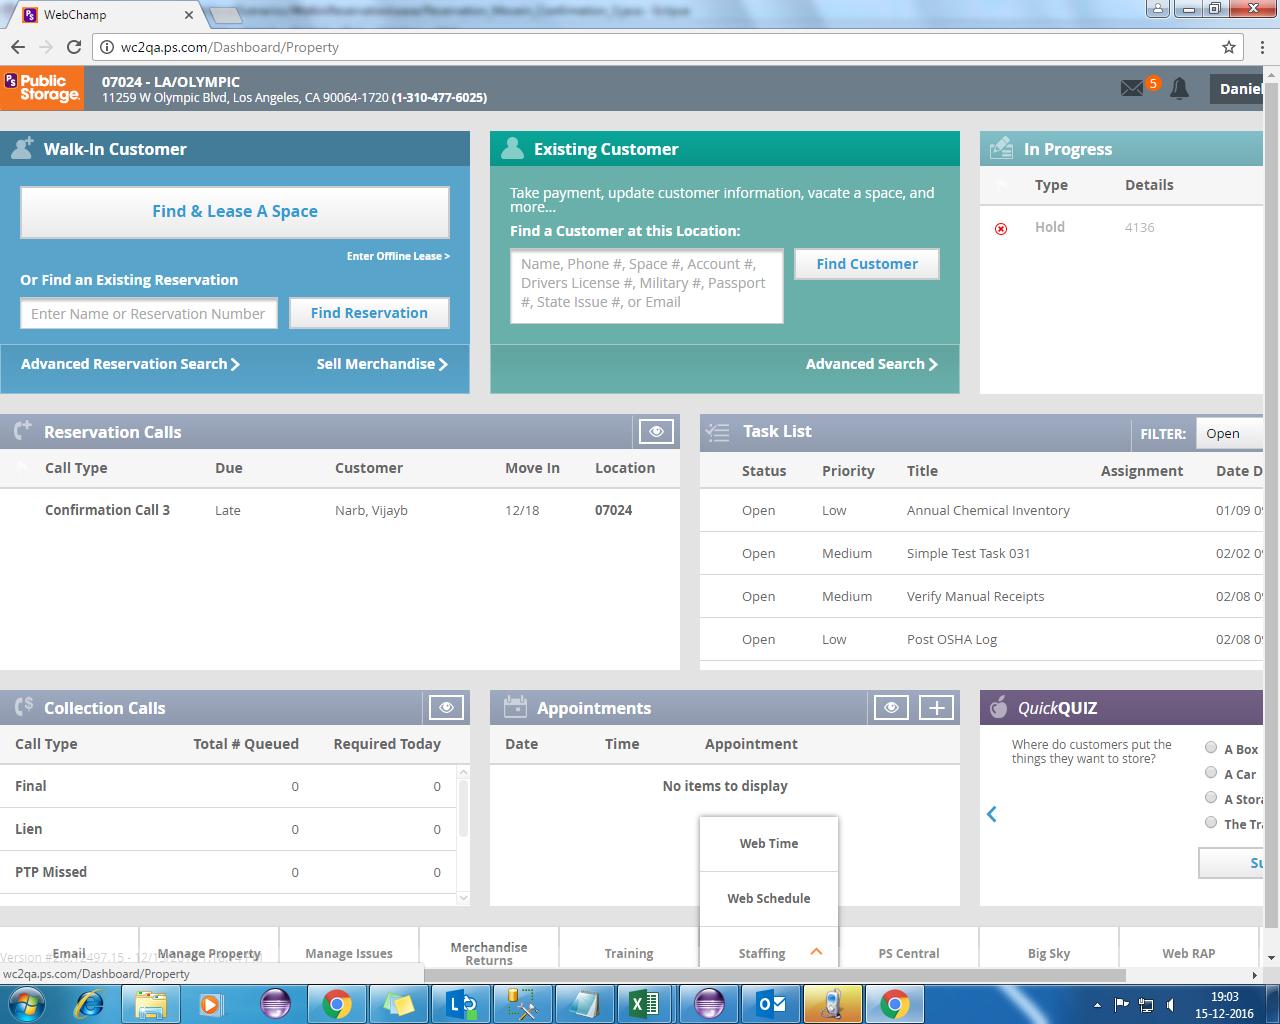 WebChamp
wc2qa.ps.com/Dashboard/Property
PS Public Storage
07024 - LA/OLYMPIC
11259 W Olympic Blvd, Los Angeles, CA 90064-1720 (1-310-477-6025)
5
Daniel
Walk-In Customer
Find & Lease A Space
Enter Offline Lease >
Or Find an Existing Reservation
Enter Name or Reservation Number
Find Reservation
Advanced Reservation Search
Sell Merchandise
Existing Customer
Take payment, update customer information, vacate a space, and
more...
Find a Customer at this Location:
Name, Phone #, Space #, Account #,
Drivers License #, Military #, Passport
#, State Issue #, or Email
Find Customer
Advanced Search
In Progress
Type Details
Hold 4136
Reservation Calls
Call Type Due Customer Move In Location
Confirmation Call 3 Late Narb, Vijayb 12/18 07024
Task List
FILTER: Open
Status Priority Title Assignment Date D
Open Low Annual Chemical Inventory 01/09 09
Open Medium Simple Test Task 031 02/02 09
Open Medium Verify Manual Receipts 02/08 09
Open Low Post OSHA Log 02/08 09
Collection Calls
Call Type Total # Queued Required Today
Final 0 0
Lien 0 0
PTP Missed 0 0
Appointments
Date Time Appointment
No items to display
QuickQUIZ
Where do customers put the
things they want to store?
A Box
A Car
A Stora
The Tra
Su
Web Time
Web Schedule
Email
Manage Property
Manage Issues
Merchandise
Returns
Training
Staffing
PS Central
Big Sky
Web RAP
wc2qa.ps.com/Dashboard/Property
19:03
15-12-2016